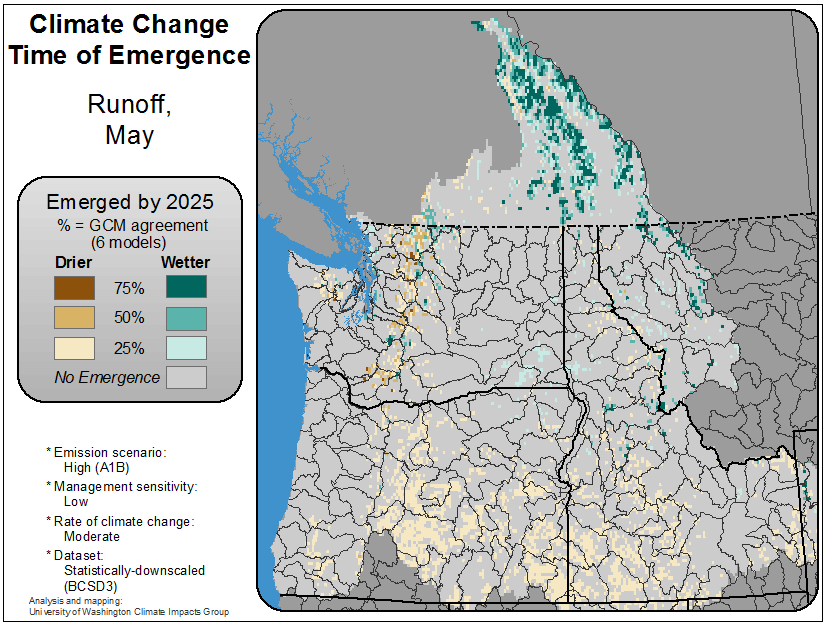 Climate Change
Time of Emergence
Runoff,
May
Emerged by 2025
% = GCM agreement
(6 models)
Drier Wetter
75%
50%
25%
No Emergence
* Emission scenario:
High (A1B)
* Management sensitivity:
Low
* Rate of climate change:
Moderate
* Dataset:
Statistically-downscaled
(BCSD3)
Analysis and mapping:
University of Washington Climate Impacts Group